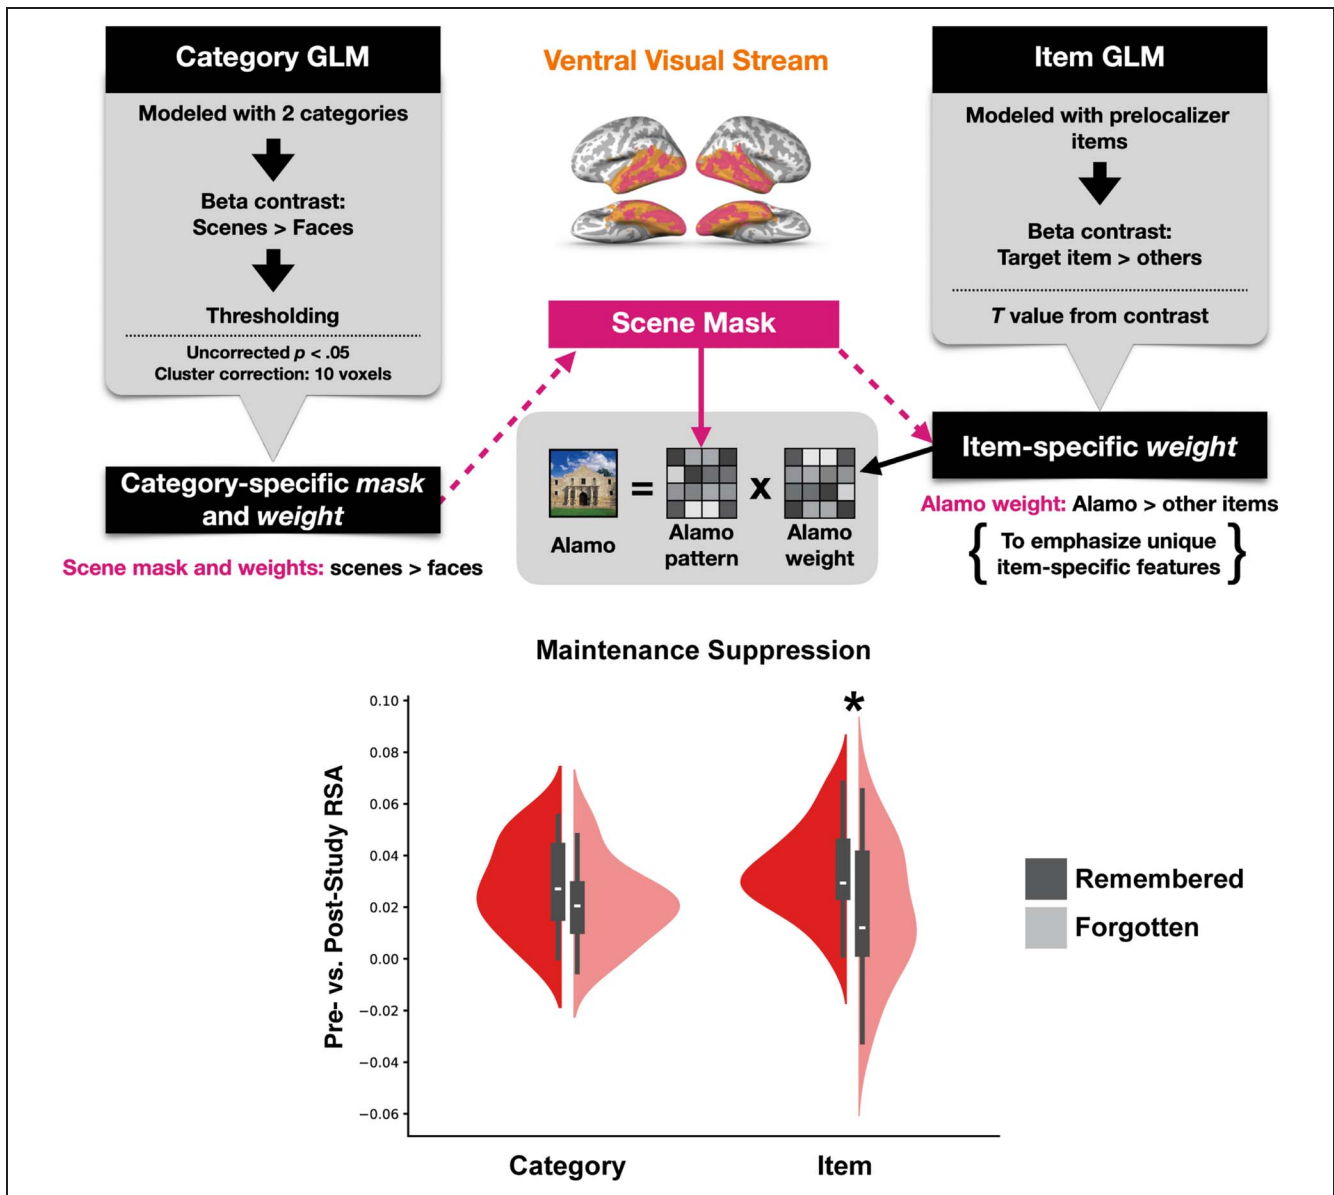 Category GLM
Modeled with 2 categories
Beta contrast:
Scenes > Faces
Thresholding
Uncorrected p < .05
Cluster correction: 10 voxels
Category-specific mask
and weight
Scene mask and weights: scenes > faces
Ventral Visual Stream
Scene Mask
Alamo
=
Alamo
pattern
x
Alamo
weight
Item GLM
Modeled with prelocalizer
items
Beta contrast:
Target item > others
T value from contrast
Item-specific weight
Alamo weight: Alamo > other items
{ To emphasize unique
item-specific features }
Maintenance Suppression
*
Pre- vs. Post-Study RSA
0.10
0.08
0.06
0.04
0.02
0.00
−0.02
−0.04
−0.06
Category
Item
Remembered
Forgotten